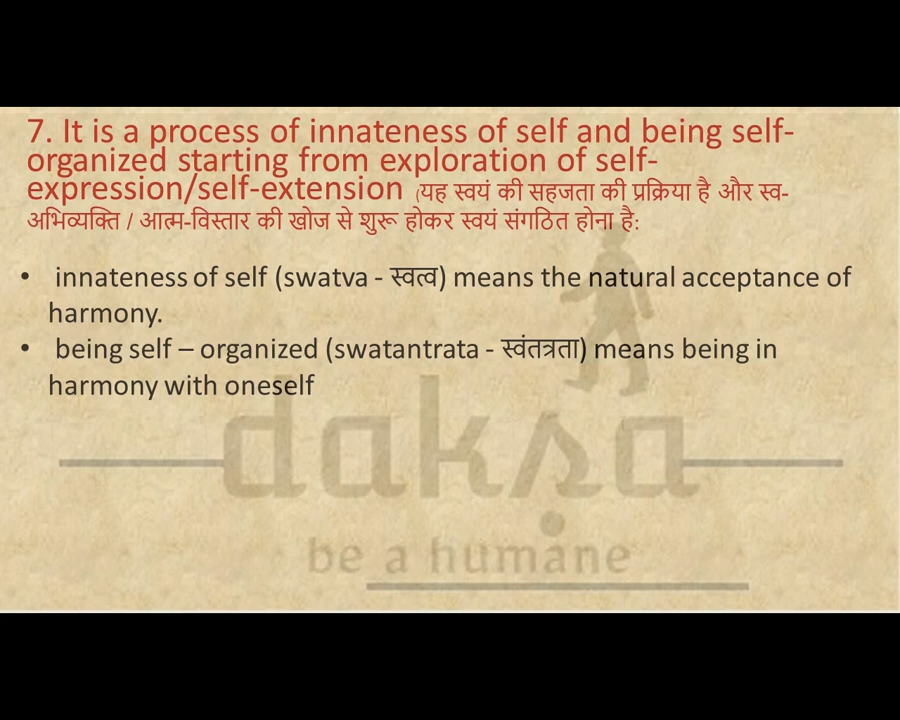 7. It is a process of innateness of self and being self-
organized starting from exploration of self-
expression/self-extension (यह स्वयं की सहजता की प्रक्रिया है और स्व-
अभिव्यक्ति / आत्म-विस्तार की खोज से शुरू होकर स्वयं संगठित होना है:
• innateness of self (swatva - स्वत्व) means the natural acceptance of
harmony.
• being self – organized (swatantrata - स्वंतत्रता) means being in
harmony with oneself
daksa
be a humane